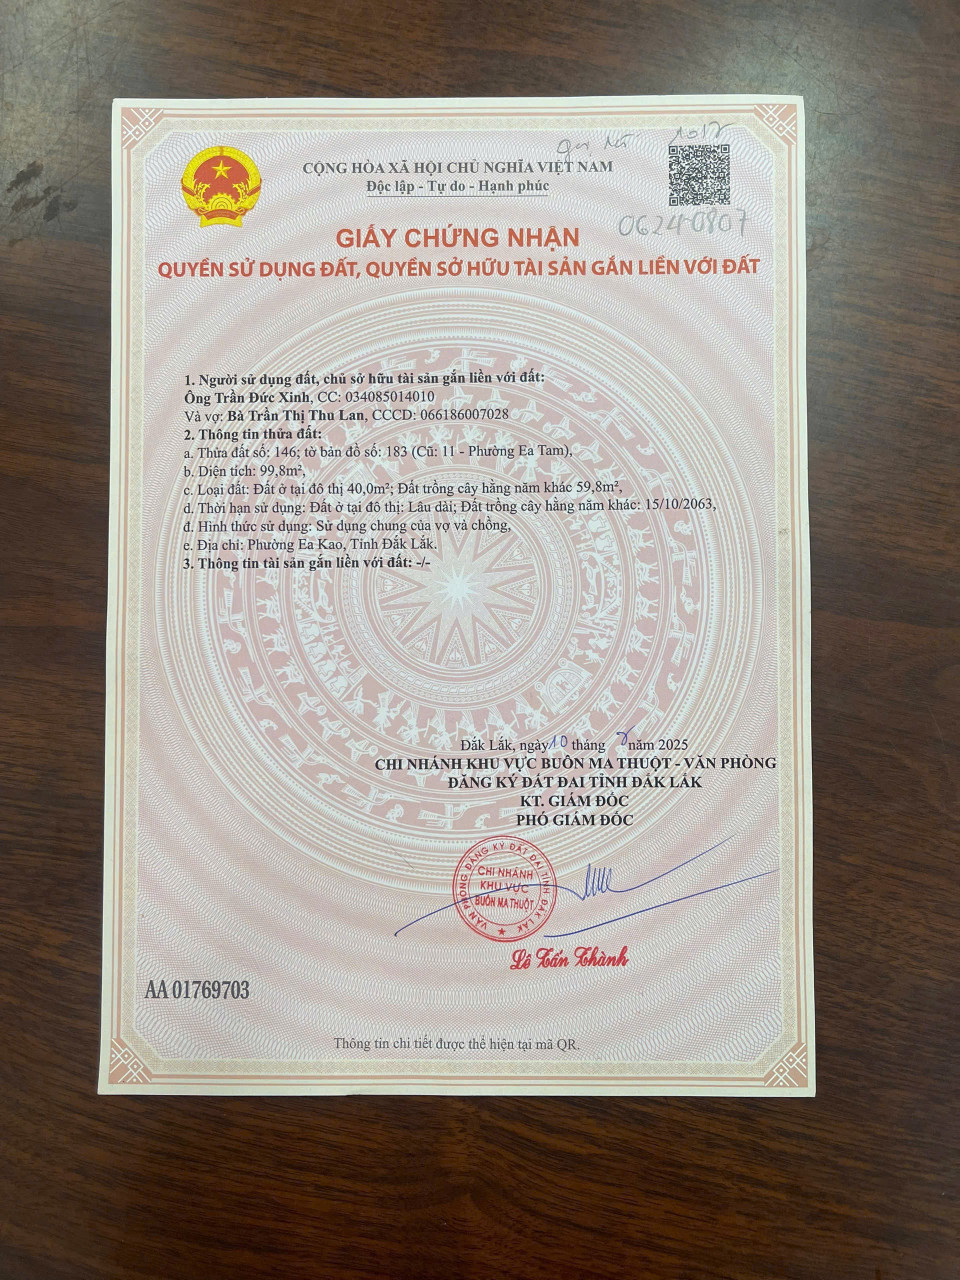 CỘNG HÒA XÃ HỘI CHỦ NGHĨA VIỆT NAM
Độc lập - Tự do - Hạnh phúc
06240807
GIẤY CHỨNG NHẬN
QUYỀN SỬ DỤNG ĐẤT, QUYỀN SỞ HỮU TÀI SẢN GẮN LIỀN VỚI ĐẤT
1. Người sử dụng đất, chủ sở hữu tài sản gắn liền với đất:
Ông Trần Đức Xinh, CC: 034085014010
Và vợ: Bà Trần Thị Thu Lan, CCCD: 066186007028
2. Thông tin thửa đất:
a. Thửa đất số: 146; tờ bản đồ số: 183 (Cũ: 11 - Phường Ea Tam),
b. Diện tích: 99,8m²,
c. Loại đất: Đất ở tại đô thị 40,0m²; Đất trồng cây hằng năm khác 59,8m²,
d. Thời hạn sử dụng: Đất ở tại đô thị: Lâu dài; Đất trồng cây hằng năm khác: 15/10/2063,
đ. Hình thức sử dụng: Sử dụng chung của vợ và chồng,
e. Địa chỉ: Phường Ea Kao, Tỉnh Đắk Lắk.
3. Thông tin tài sản gắn liền với đất: -/-
Đắk Lắk, ngày 10 tháng năm 2025
CHI NHÁNH KHU VỰC BUÔN MA THUỘT - VĂN PHÒNG
ĐĂNG KÝ ĐẤT ĐAI TỈNH ĐẮK LẮK
KT. GIÁM ĐỐC
PHÓ GIÁM ĐỐC
VĂN PHÒNG ĐĂNG KÝ ĐẤT ĐAI TỈNH ĐẮK LẮK
CHI NHÁNH
KHU VỰC
BUÔN MA THUỘT
Lê Tấn Thành
AA 01769703
Thông tin chi tiết được thể hiện tại mã QR.